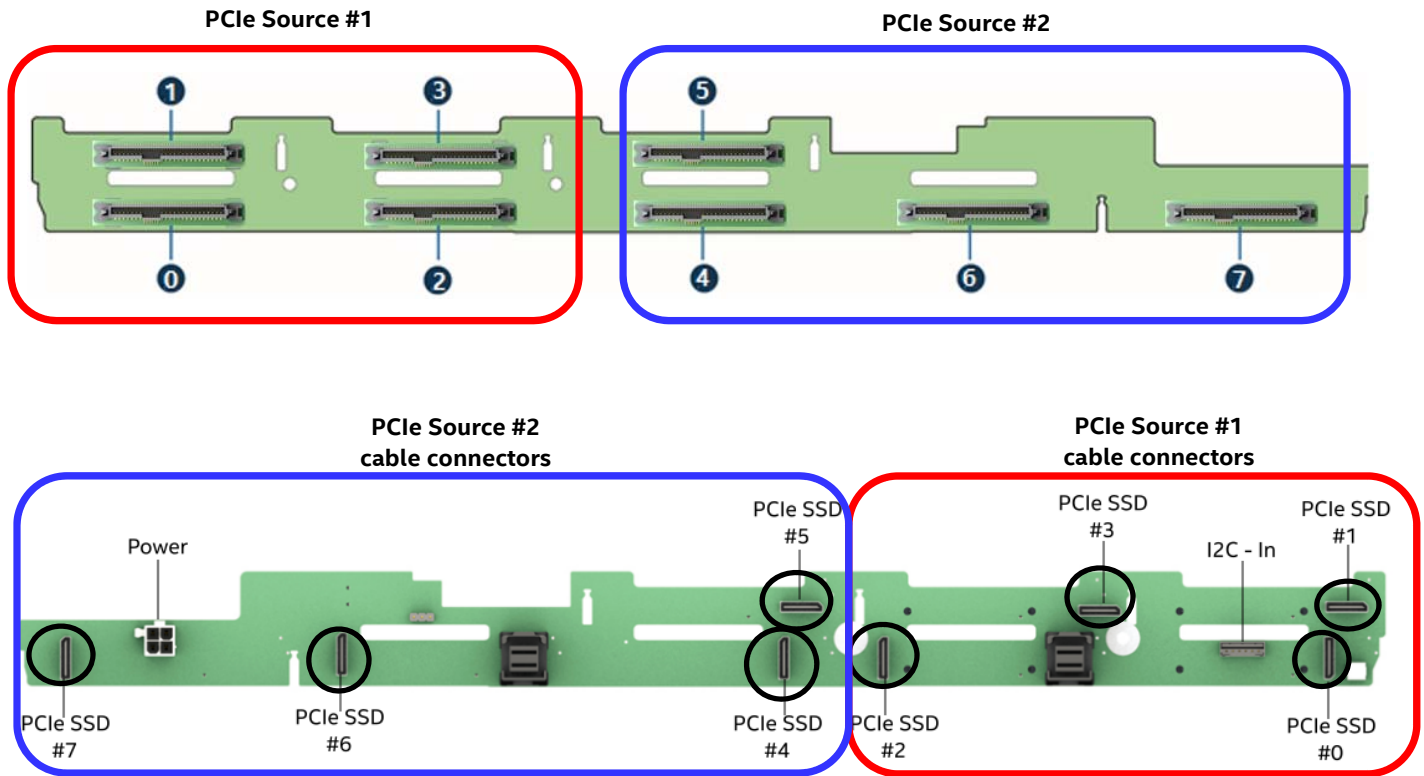 PCIe Source #1
PCIe Source #2
1
3
5
0
2
4
6
7
PCIe Source #2
cable connectors
PCIe Source #1
cable connectors
PCIe SSD
#5
PCIe SSD
#3
PCIe SSD
#1
Power
I2C - In
PCIe SSD
#7
PCIe SSD
#6
PCIe SSD
#4
PCIe SSD
#2
PCIe SSD
#0